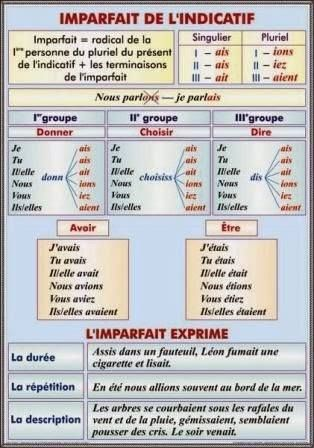 IMPARFAIT DE L'INDICATIF
Imparfait = radical de la
Ière personne du pluriel du présent
de l'indicatif + les terminaisons
de l'imparfait
Singulier
I – ais
II – ais
III – ait
Pluriel
I – ions
II – iez
III – aient
Nous parlons — je parlais
Ier groupe
Donner
Je
Tu
Il/elle
Nous
Vous
Ils/elles
donn
ais
ais
ait
ions
iez
aient
IIe groupe
Choisir
Je
Tu
Il/elle
Nous
Vous
Ils/elles
choisiss
ais
ais
ait
ions
iez
aient
IIIe groupe
Dire
Je
Tu
Il/elle
Nous
Vous
Ils/elles
dis
ais
ais
ait
ions
iez
aient
Avoir
J'avais
Tu avais
Il/elle avait
Nous avions
Vous aviez
Ils/elles avaient
Être
J'étais
Tu étais
Il/elle était
Nous étions
Vous étiez
Ils/elles étaient
L'IMPARFAIT EXPRIME
La durée
Assis dans un fauteuil, Léon fumait une
cigarette et lisait.
La répétition
En été nous allions souvent au bord de la mer.
La description
Les arbres se courbaient sous les rafales du
vent et de la pluie, gémissaient, semblaient
pousser des cris. Le soir venait.